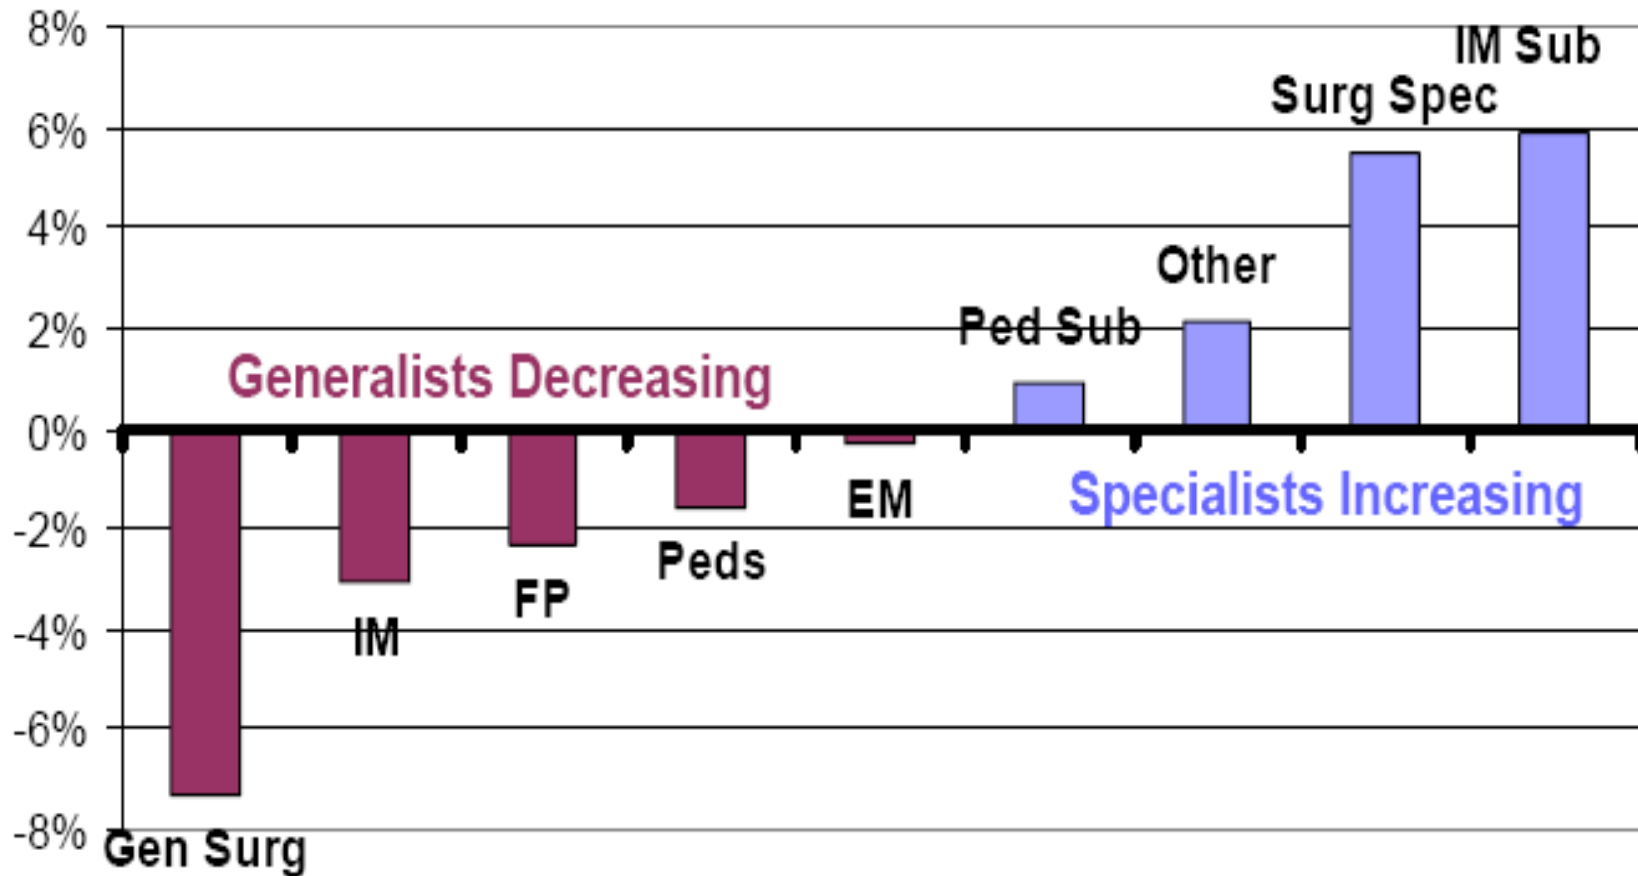 8%
IM Sub
Surg Spec
6%
4%
Other
Ped Sub
2%
Generalists Decreasing
0%
EM
Specialists Increasing
-2%
Peds
FP
-4%
IM
-6%
-8%
Gen Surg